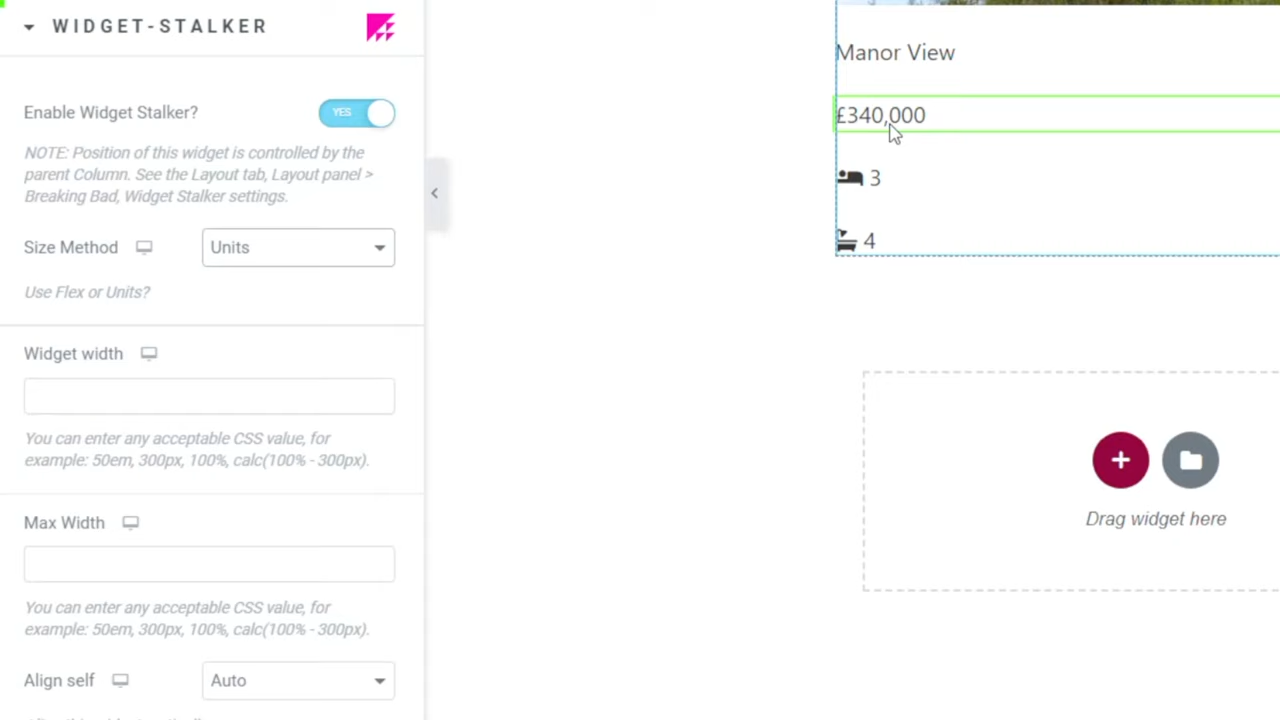 WIDGET-STALKER
Enable Widget Stalker?
YES
NOTE: Position of this widget is controlled by the
parent Column. See the Layout tab, Layout panel >
Breaking Bad, Widget Stalker settings.
Size Method
Units
Use Flex or Units?
Widget width
You can enter any acceptable CSS value, for
example: 50em, 300px, 100%, calc(100% - 300px).
Max Width
You can enter any acceptable CSS value, for
example: 50em, 300px, 100%, calc(100% - 300px).
Align self
Auto
Manor View
£340,000
3
4
Drag widget here